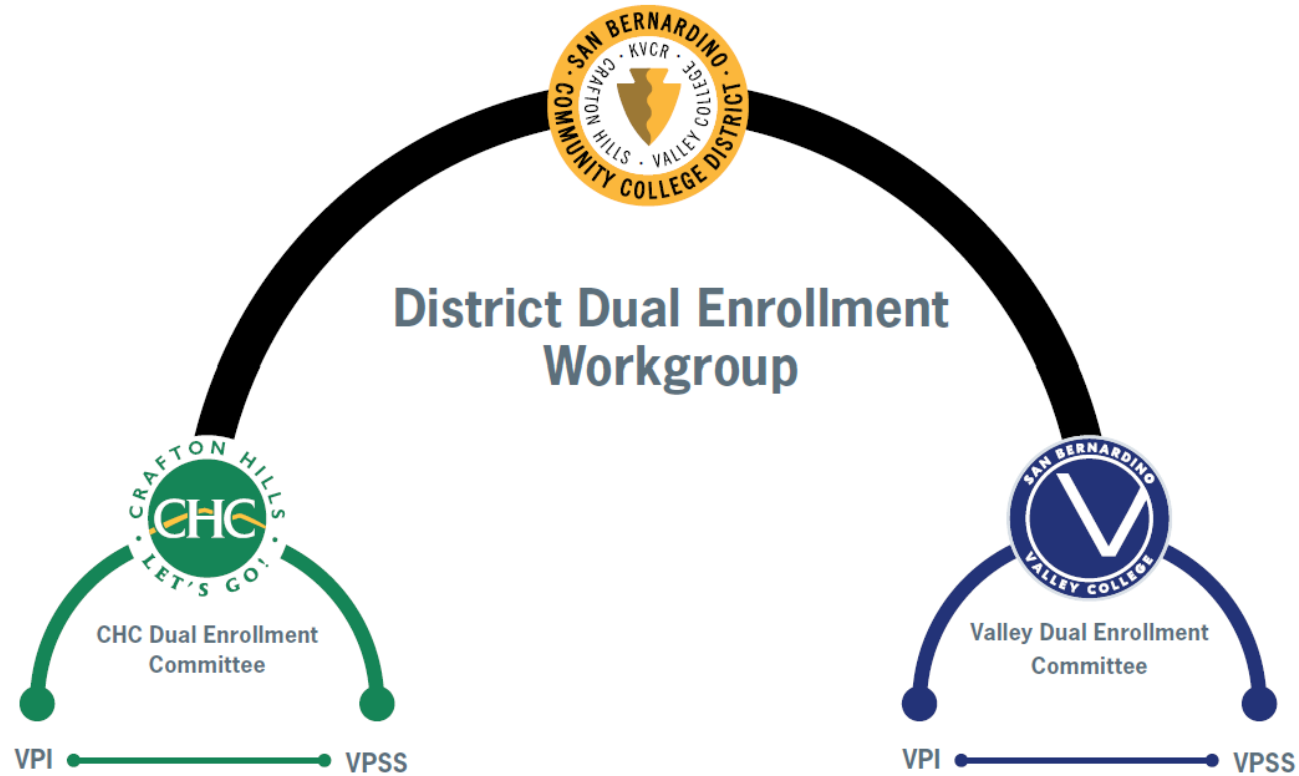 · SAN BERNARDINO ·
COMMUNITY COLLEGE DISTRICT
· KVCR ·
CRAFTON HILLS · VALLEY COLLEGE
District Dual Enrollment
Workgroup
· CRAFTON HILLS ·
CHC
LET'S GO!
SAN BERNARDINO
V
VALLEY COLLEGE
CHC Dual Enrollment
Committee
Valley Dual Enrollment
Committee
VPI
VPSS
VPI
VPSS